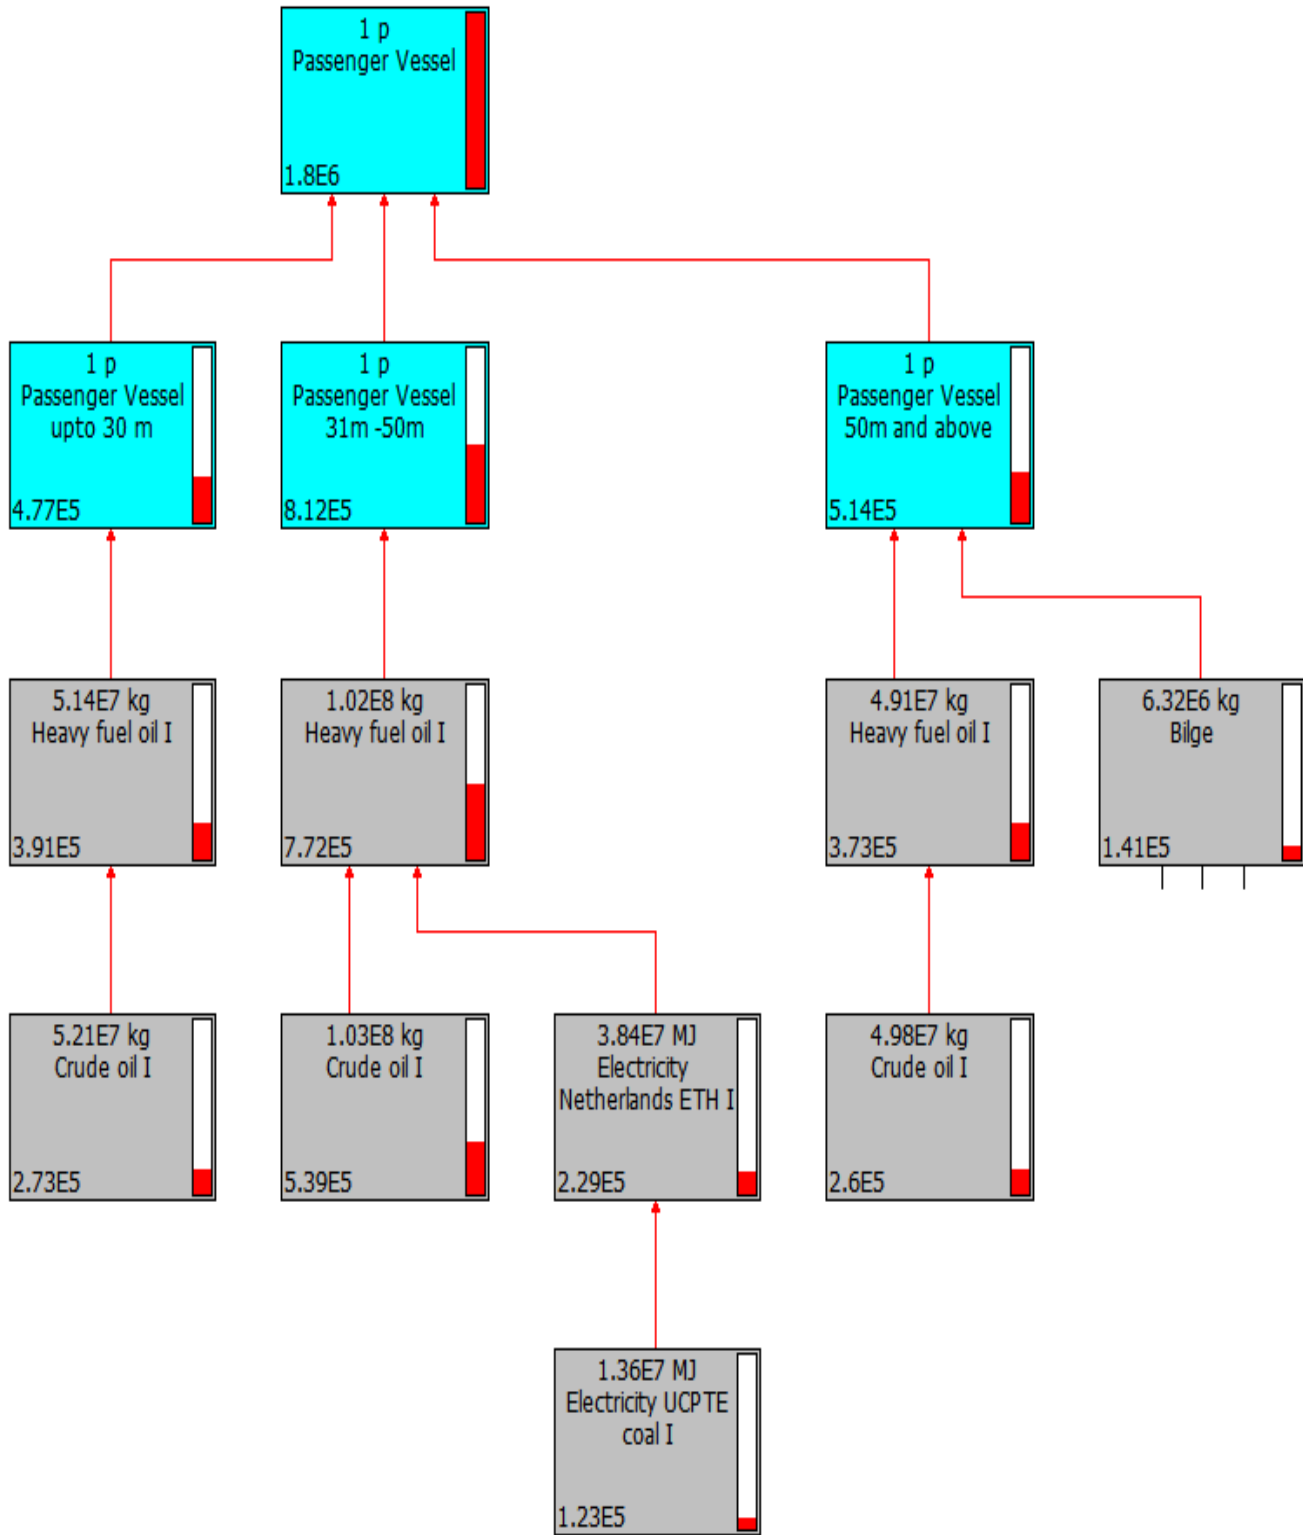 1 p
Passenger Vessel
1.8E6
1 p
Passenger Vessel
upto 30 m
4.77E5
1 p
Passenger Vessel
31m -50m
8.12E5
1 p
Passenger Vessel
50m and above
5.14E5
5.14E7 kg
Heavy fuel oil I
3.91E5
1.02E8 kg
Heavy fuel oil I
7.72E5
4.91E7 kg
Heavy fuel oil I
3.73E5
6.32E6 kg
Bilge
1.41E5
5.21E7 kg
Crude oil I
2.73E5
1.03E8 kg
Crude oil I
5.39E5
3.84E7 MJ
Electricity
Netherlands ETH I
2.29E5
4.98E7 kg
Crude oil I
2.6E5
1.36E7 MJ
Electricity UCPTE
coal I
1.23E5